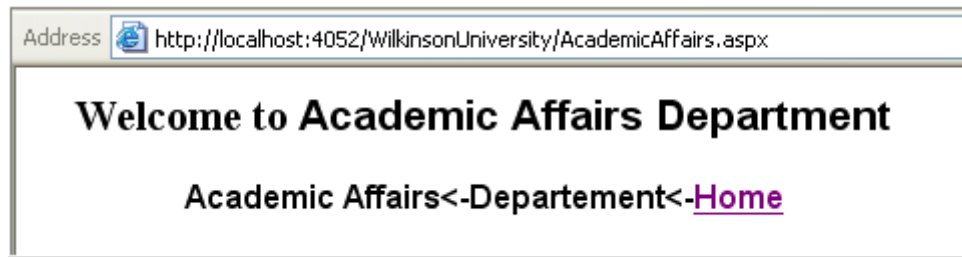 Address http://localhost:4052/WilkinsonUniversity/AcademicAffairs.aspx
Welcome to Academic Affairs Department
Academic Affairs<-Departement<-Home